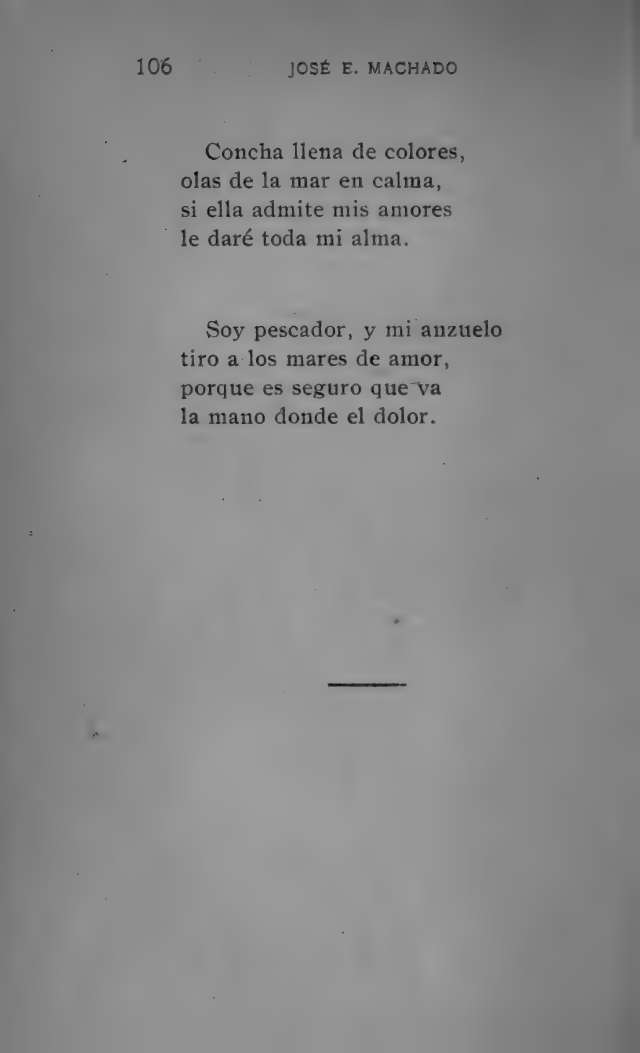 106 JOSÉ E. MACHADO
Concha llena de colores,
olas de la mar en calma,
si ella admite mis amores
le daré toda mi alma.
Soy pescador, y mi anzuelo
tiro a los mares de amor,
porque es seguro que va
la mano donde el dolor.